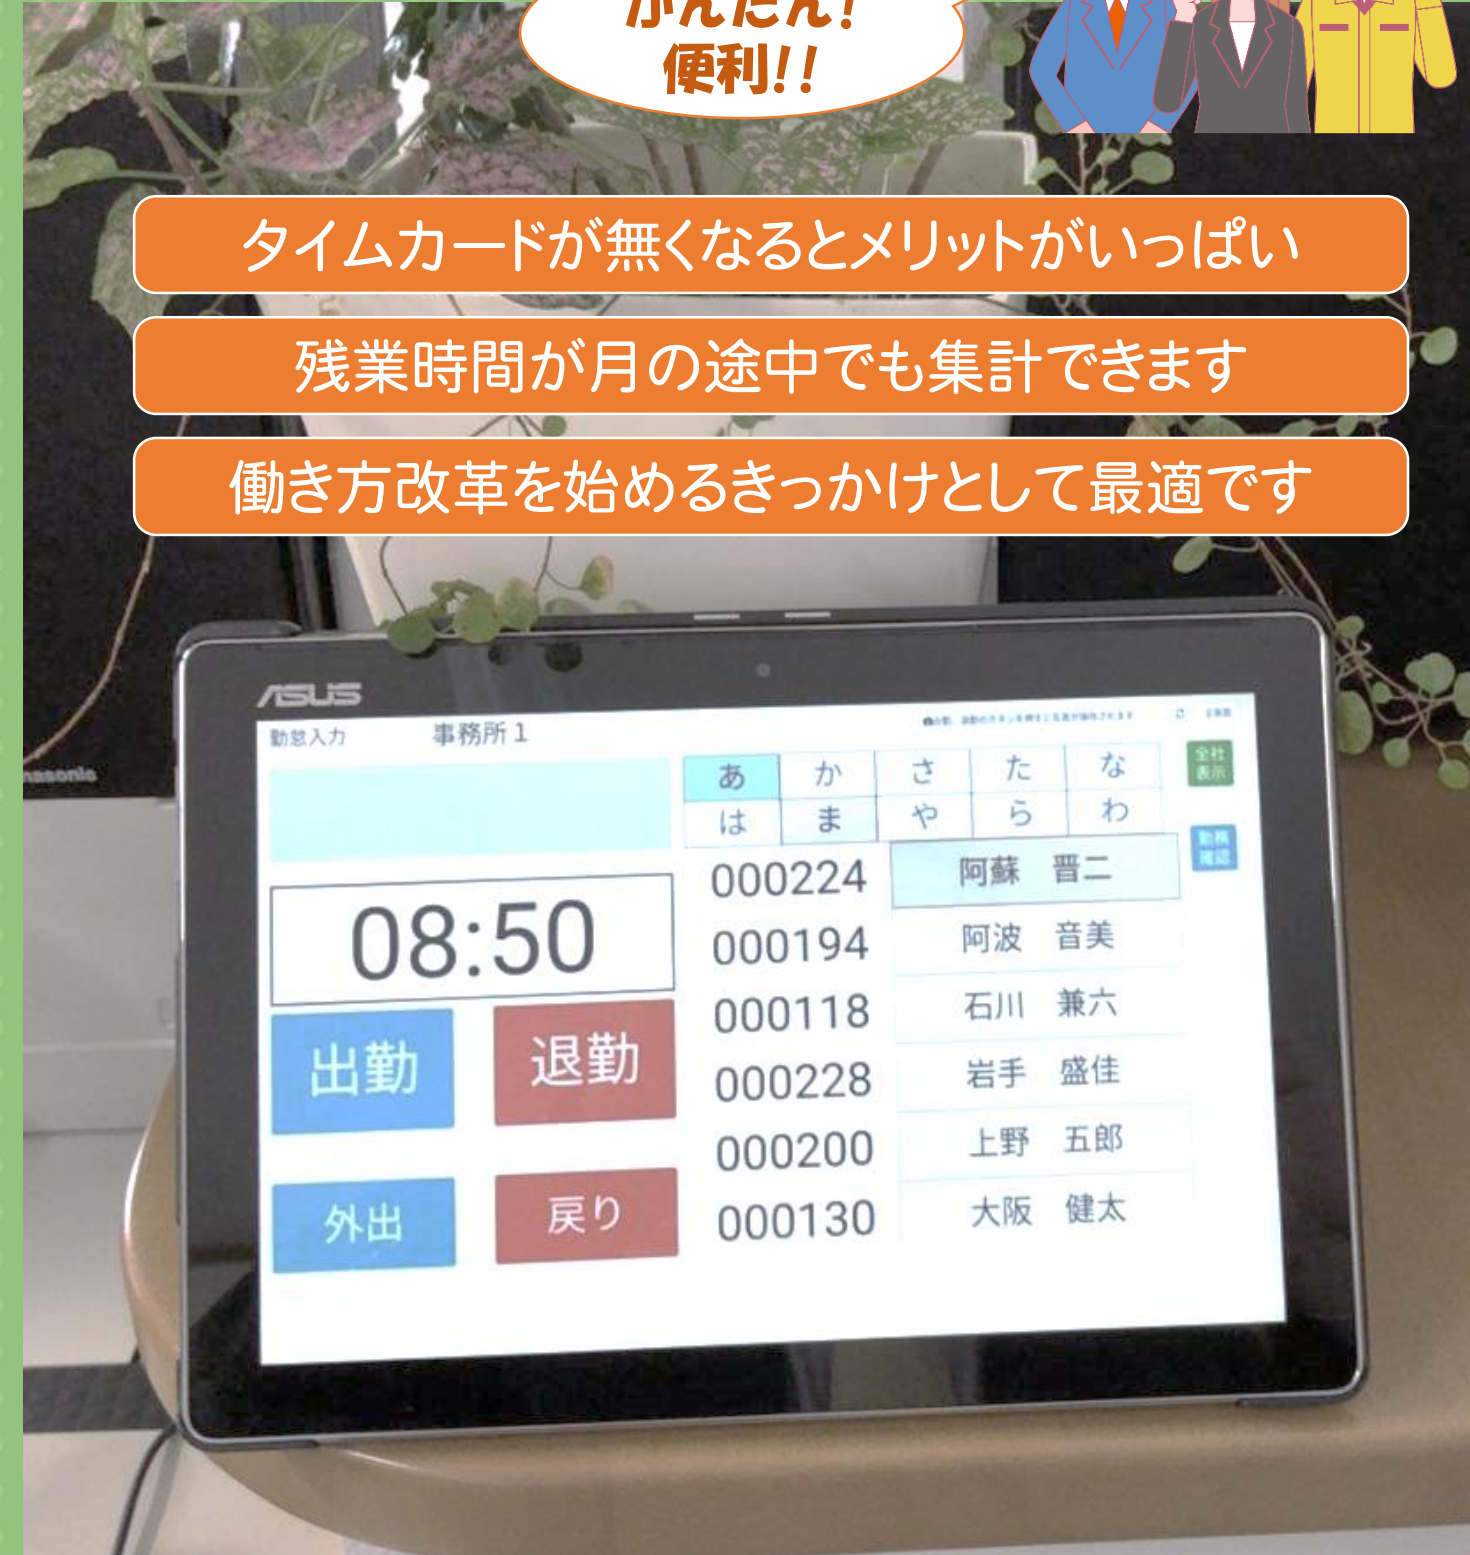 かんたん!
便利!!
タイムカードが無くなるとメリットがいっぱい
残業時間が月の途中でも集計できます
働き方改革を始めるきっかけとして最適です
ASUS
勤怠入力 事務所1
あ か さ た な
は ま や ら わ
全社
表示
勤務
確認
08:50
出勤 退勤
外出 戻り
000224 阿蘇 晋二
000194 阿波 音美
000118 石川 兼六
000228 岩手 盛佳
000200 上野 五郎
000130 大阪 健太